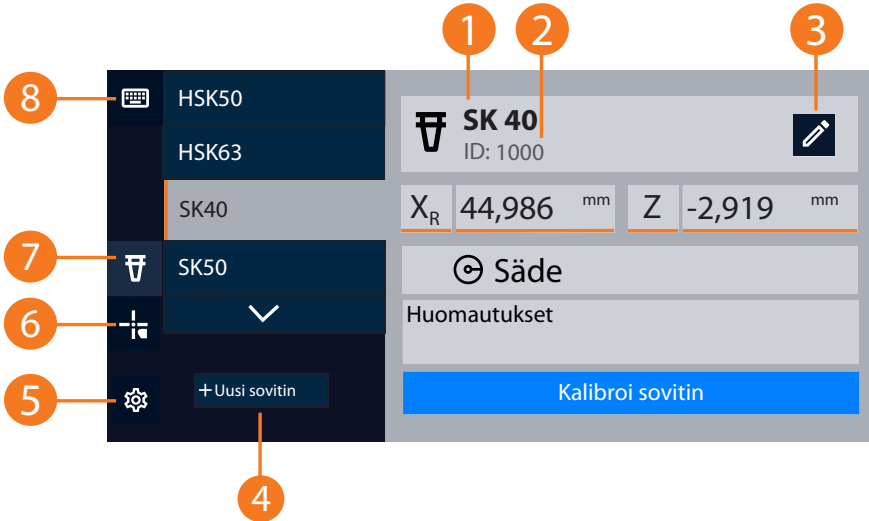 1
2
3
8
HSK50
HSK63
SK40
SK50
+Uusi sovitin
SK 40
ID: 1000
XR 44,986 mm Z -2,919 mm
Säde
Huomautukset
Kalibroi sovitin
7
6
5
4